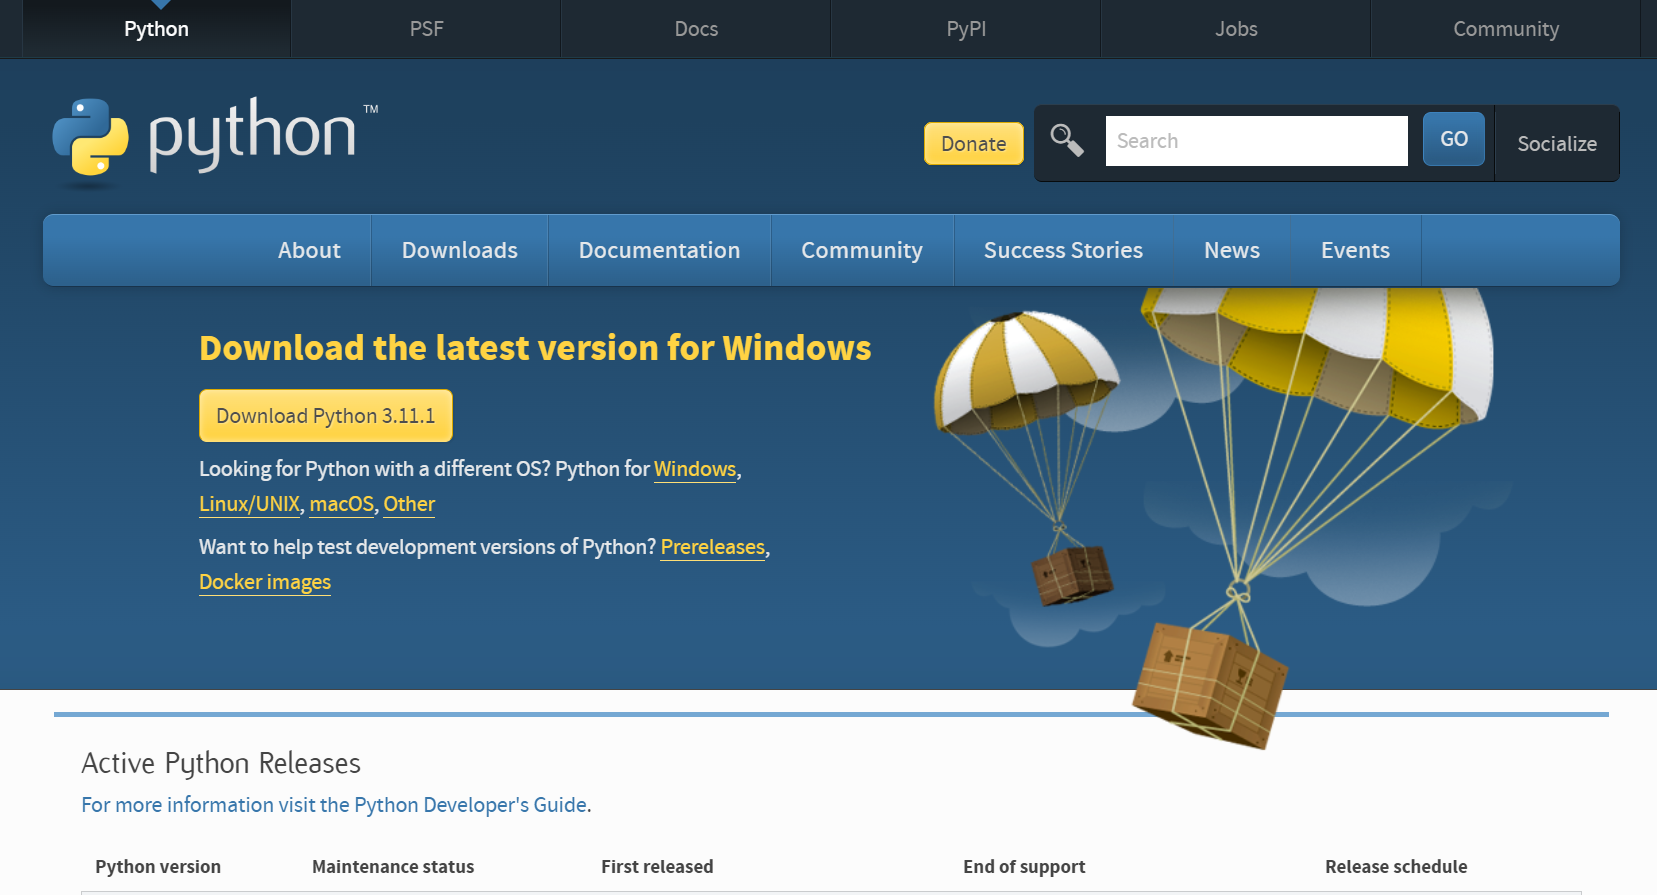 Python PSF Docs PyPI Jobs Community
python™
Donate Search GO Socialize
About Downloads Documentation Community Success Stories News Events
Download the latest version for Windows
Download Python 3.11.1
Looking for Python with a different OS? Python for Windows,
Linux/UNIX, macOS, Other
Want to help test development versions of Python? Prereleases,
Docker images
Active Python Releases
For more information visit the Python Developer's Guide.
Python version Maintenance status First released End of support Release schedule